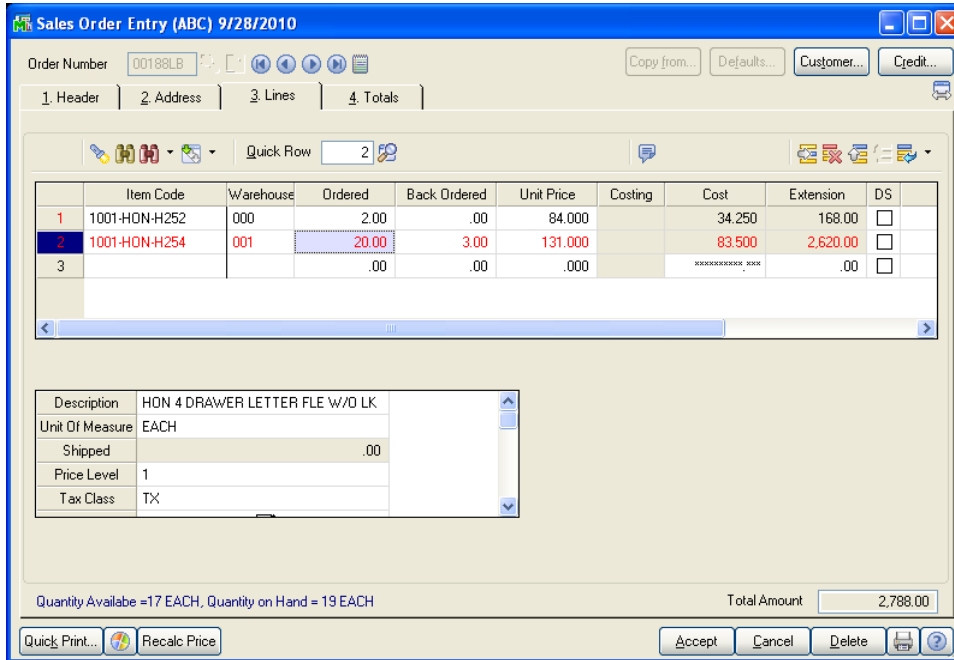 Sales Order Entry (ABC) 9/28/2010
Order Number 00188LB Copy from... Defaults... Customer... Credit...
1. Header 2. Address 3. Lines 4. Totals
Quick Row 2
Item Code Warehouse Ordered Back Ordered Unit Price Costing Cost Extension DS
1 1001-HON-H252 000 2.00 .00 84.000 34.250 168.00
2 1001-HON-H254 001 20.00 3.00 131.000 83.500 2,620.00
3 .00 .00 .000 **********.*** .00
Description HON 4 DRAWER LETTER FLE W/O LK
Unit Of Measure EACH
Shipped .00
Price Level 1
Tax Class TX
Quantity Availabe =17 EACH, Quantity on Hand = 19 EACH Total Amount 2,788.00
Quick Print... Recalc Price Accept Cancel Delete